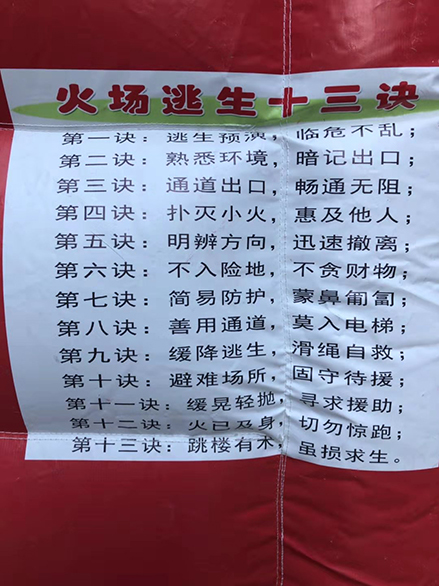 火场逃生十三诀
第一诀：逃生预演，临危不乱；
第二诀：熟悉环境，暗记出口；
第三诀：通道出口，畅通无阻；
第四诀：扑灭小火，惠及他人；
第五诀：明辨方向，迅速撤离；
第六诀：不入险地，不贪财物；
第七诀：简易防护，蒙鼻匍匐；
第八诀：善用通道，莫入电梯；
第九诀：缓降逃生，滑绳自救；
第十诀：避难场所，固守待援；
第十一诀：缓晃轻抛，寻求援助；
第十二诀：火已及身，切勿惊跑；
第十三诀：跳楼有术，虽损求生。